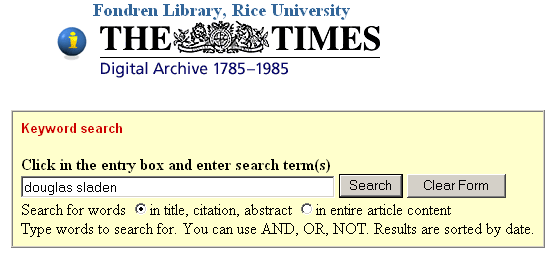 Fondren Library, Rice University
THE TIMES
Digital Archive 1785–1985
Keyword search
Click in the entry box and enter search term(s)
douglas sladen Search Clear Form
Search for words in title, citation, abstract in entire article content
Type words to search for. You can use AND, OR, NOT. Results are sorted by date.